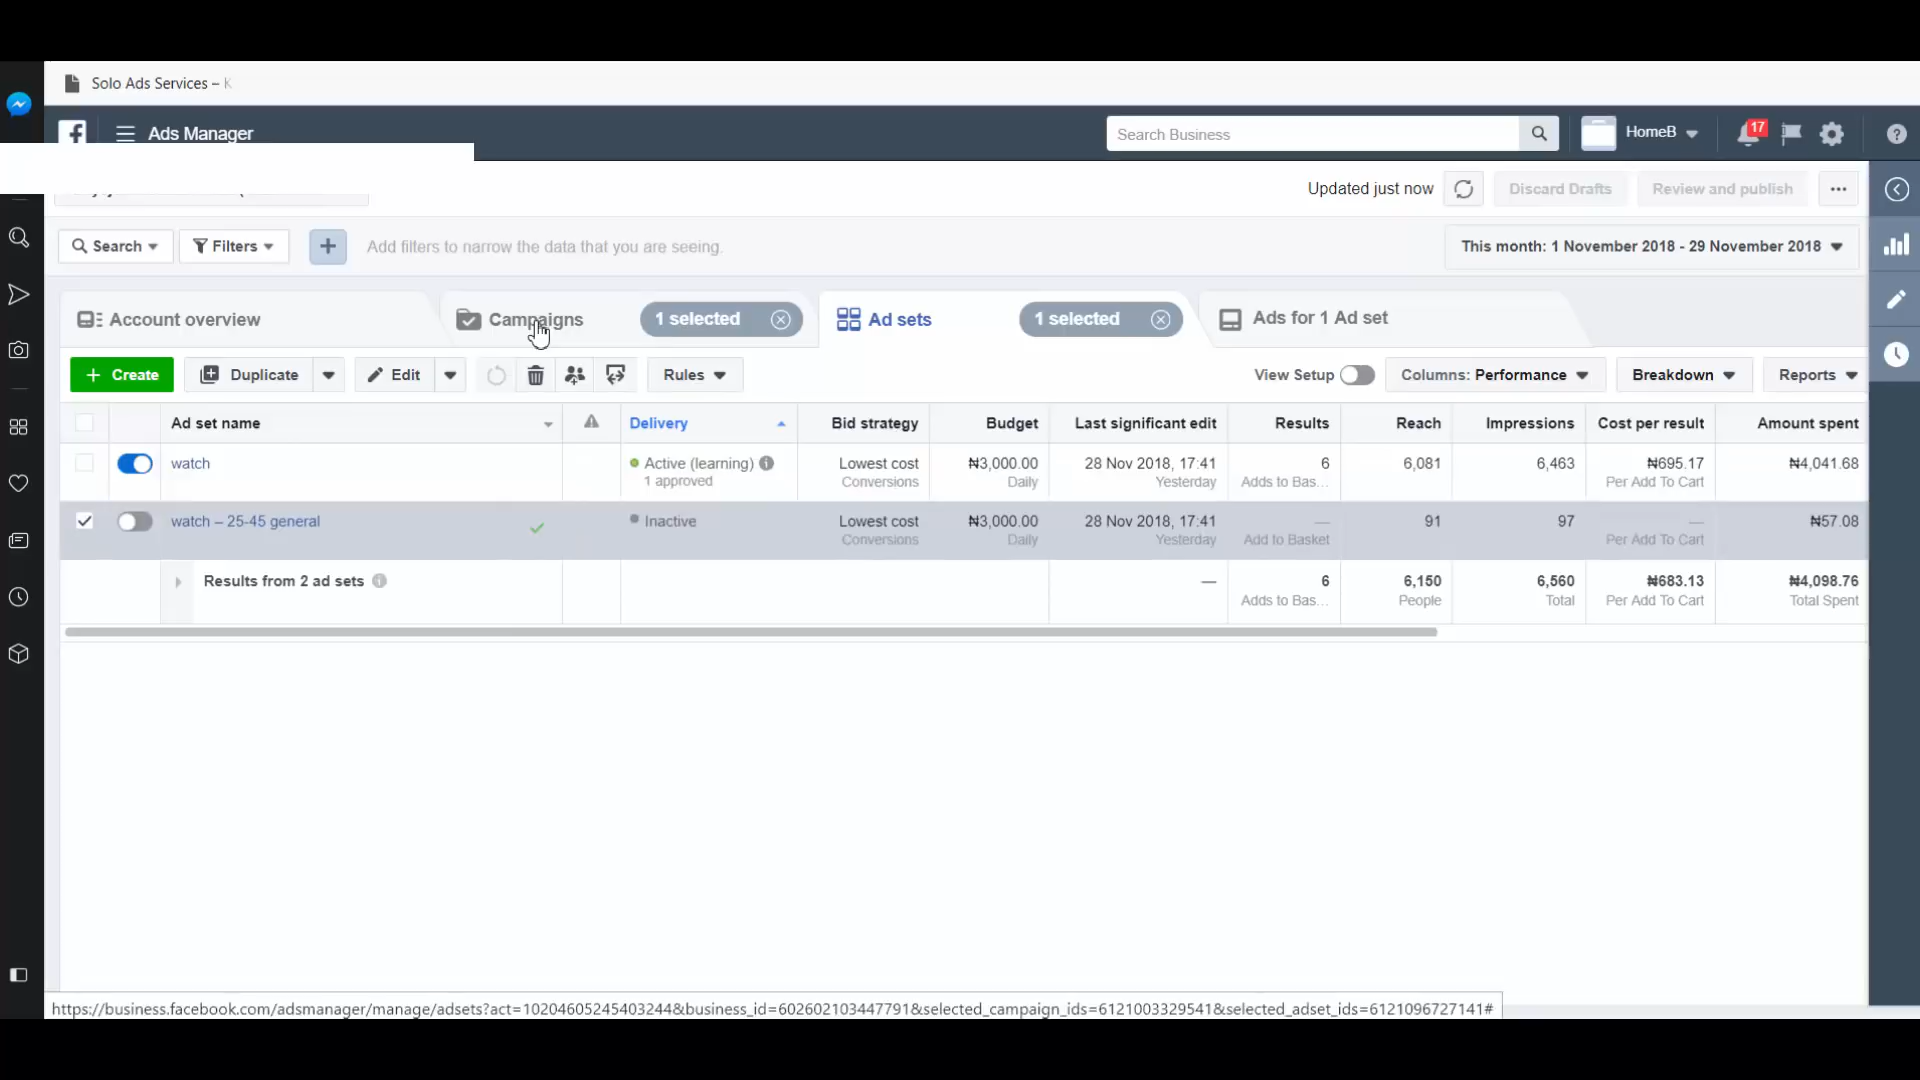 Solo Ads Services – K
Ads Manager
Search Business
HomeB
17
Updated just now
Discard Drafts
Review and publish
Search
Filters
Add filters to narrow the data that you are seeing.
This month: 1 November 2018 - 29 November 2018
Account overview
Campaigns
1 selected
Ad sets
1 selected
Ads for 1 Ad set
+ Create
Duplicate
Edit
Rules
View Setup
Columns: Performance
Breakdown
Reports
Ad set name
Delivery
Bid strategy
Budget
Last significant edit
Results
Reach
Impressions
Cost per result
Amount spent
watch
Active (learning)
1 approved
Lowest cost
Conversions
₦3,000.00
Daily
28 Nov 2018, 17:41
Yesterday
6
Adds to Bas...
6,081
6,463
₦695.17
Per Add To Cart
₦4,041.68
watch – 25-45 general
Inactive
Lowest cost
Conversions
₦3,000.00
Daily
28 Nov 2018, 17:41
Yesterday
—
Add to Basket
91
97
—
Per Add To Cart
₦57.08
Results from 2 ad sets
—
6
Adds to Bas...
6,150
People
6,560
Total
₦683.13
Per Add To Cart
₦4,098.76
Total Spent
https://business.facebook.com/adsmanager/manage/adsets?act=10204605245403244&business_id=602602103447791&selected_campaign_ids=6121003329541&selected_adset_ids=6121096727141#